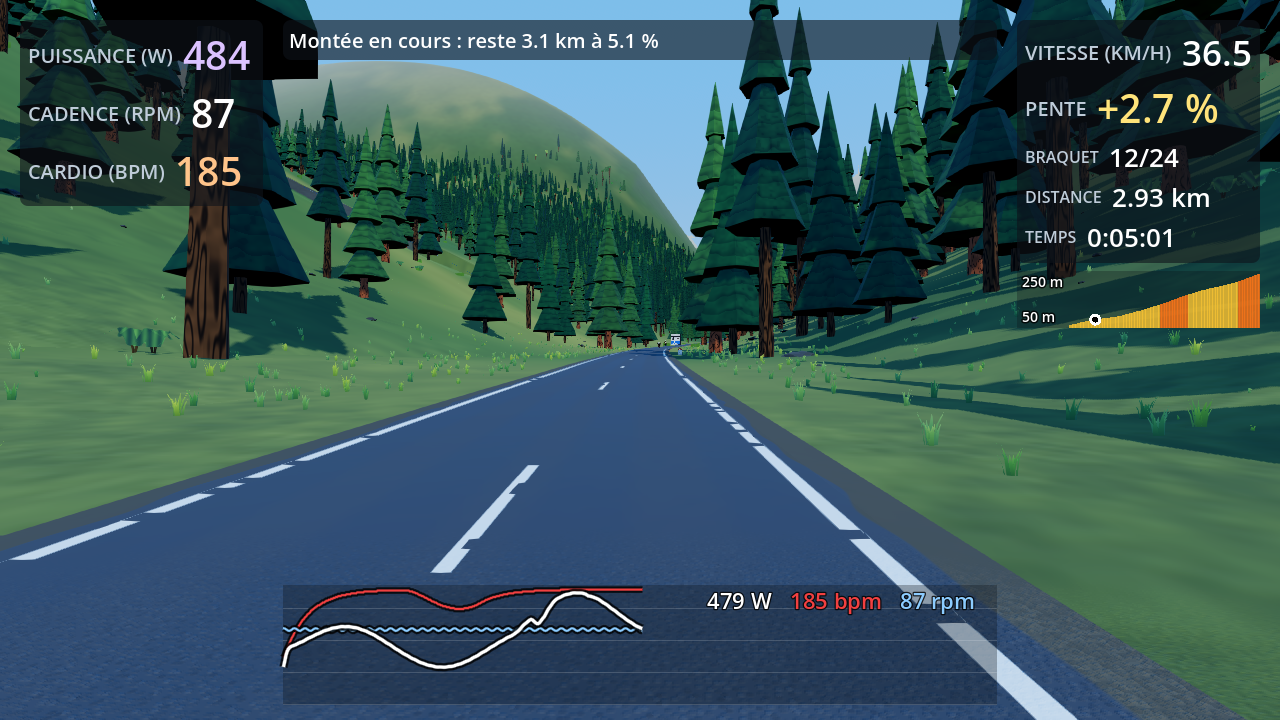 PUISSANCE (W) 484
CADENCE (RPM) 87
CARDIO (BPM) 185
Montée en cours : reste 3.1 km à 5.1 %
VITESSE (KM/H) 36.5
PENTE +2.7 %
BRAQUET 12/24
DISTANCE 2.93 km
TEMPS 0:05:01
250 m
50 m
479 W 185 bpm 87 rpm